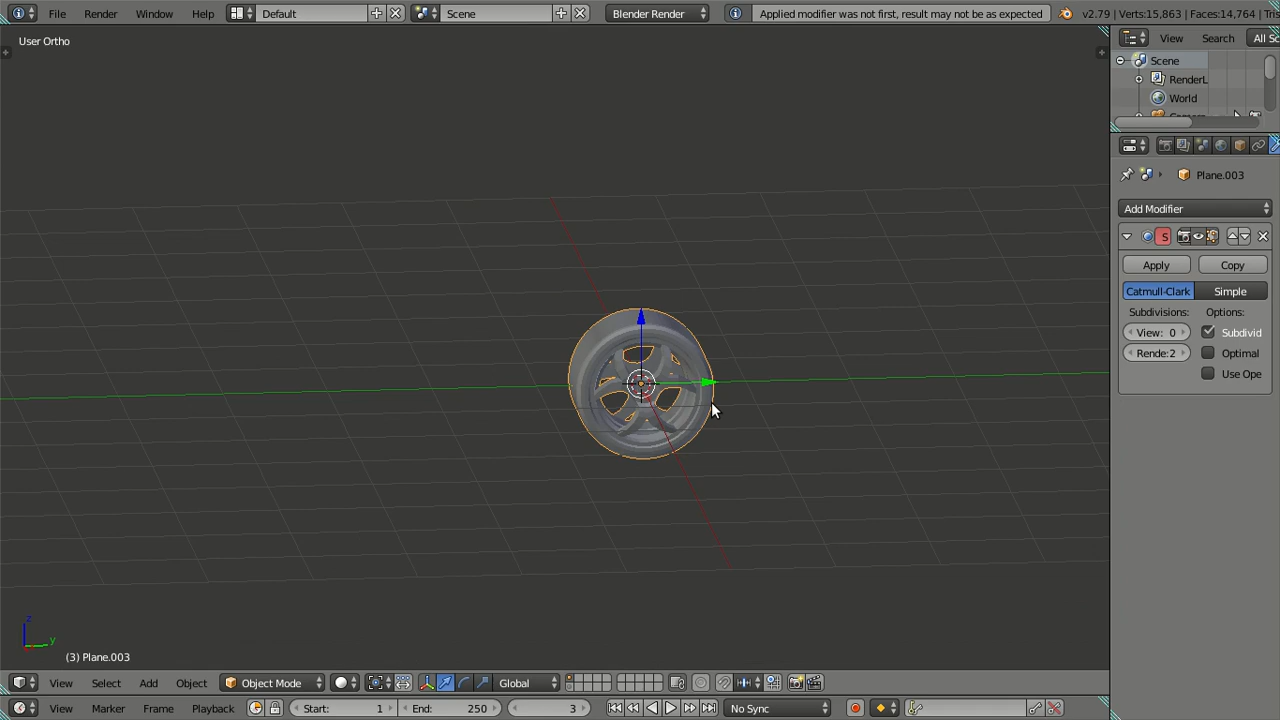 File Render Window Help Default Scene Blender Render Applied modifier was not first, result may not be as expected v2.79 | Verts:15,863 | Faces:14,764 | Tris
User Ortho
View Search All Sc
Scene
RenderL
World
Plane.003
Add Modifier
S
Apply Copy
Catmull-Clark Simple
Subdivisions: Options:
View: 0 Subdivid
Rende:2 Optimal
Use Ope
z
y
(3) Plane.003
View Select Add Object Object Mode Global
View Marker Frame Playback Start: 1 End: 250 3 No Sync